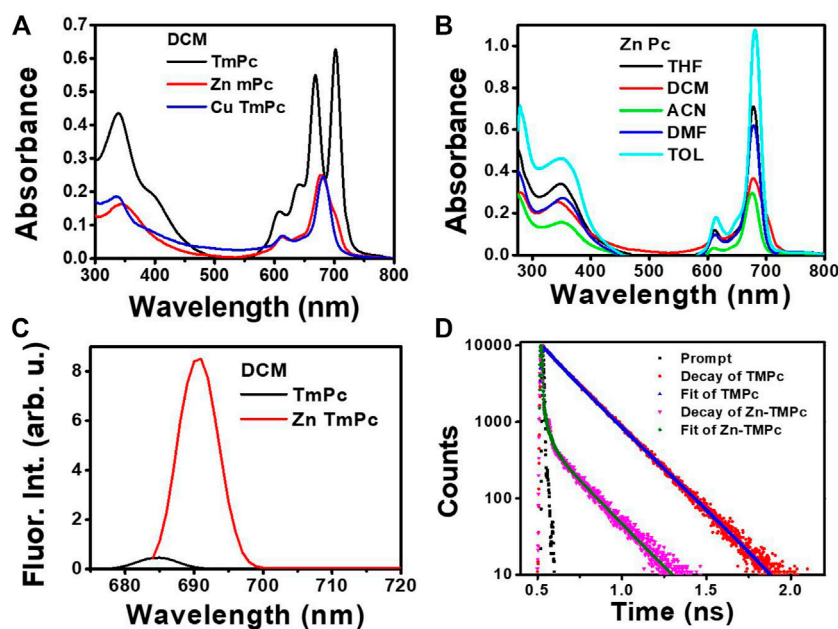 A
DCM
TmPc
Zn mPc
Cu TmPc
0.7
0.6
0.5
0.4
0.3
0.2
0.1
0.0
300 400 500 600 700 800
Absorbance
Wavelength (nm)
B
Zn Pc
THF
DCM
ACN
DMF
TOL
1.0
0.8
0.6
0.4
0.2
0.0
300 400 500 600 700 800
Absorbance
Wavelength (nm)
C
DCM
TmPc
Zn TmPc
8
6
4
2
0
680 690 700 710 720
Fluor. Int. (arb. u.)
Wavelength (nm)
D
Prompt
Decay of TMPc
Fit of TMPc
Decay of Zn-TMPc
Fit of Zn-TMPc
10000
1000
100
10
0.5 1.0 1.5 2.0
Counts
Time (ns)